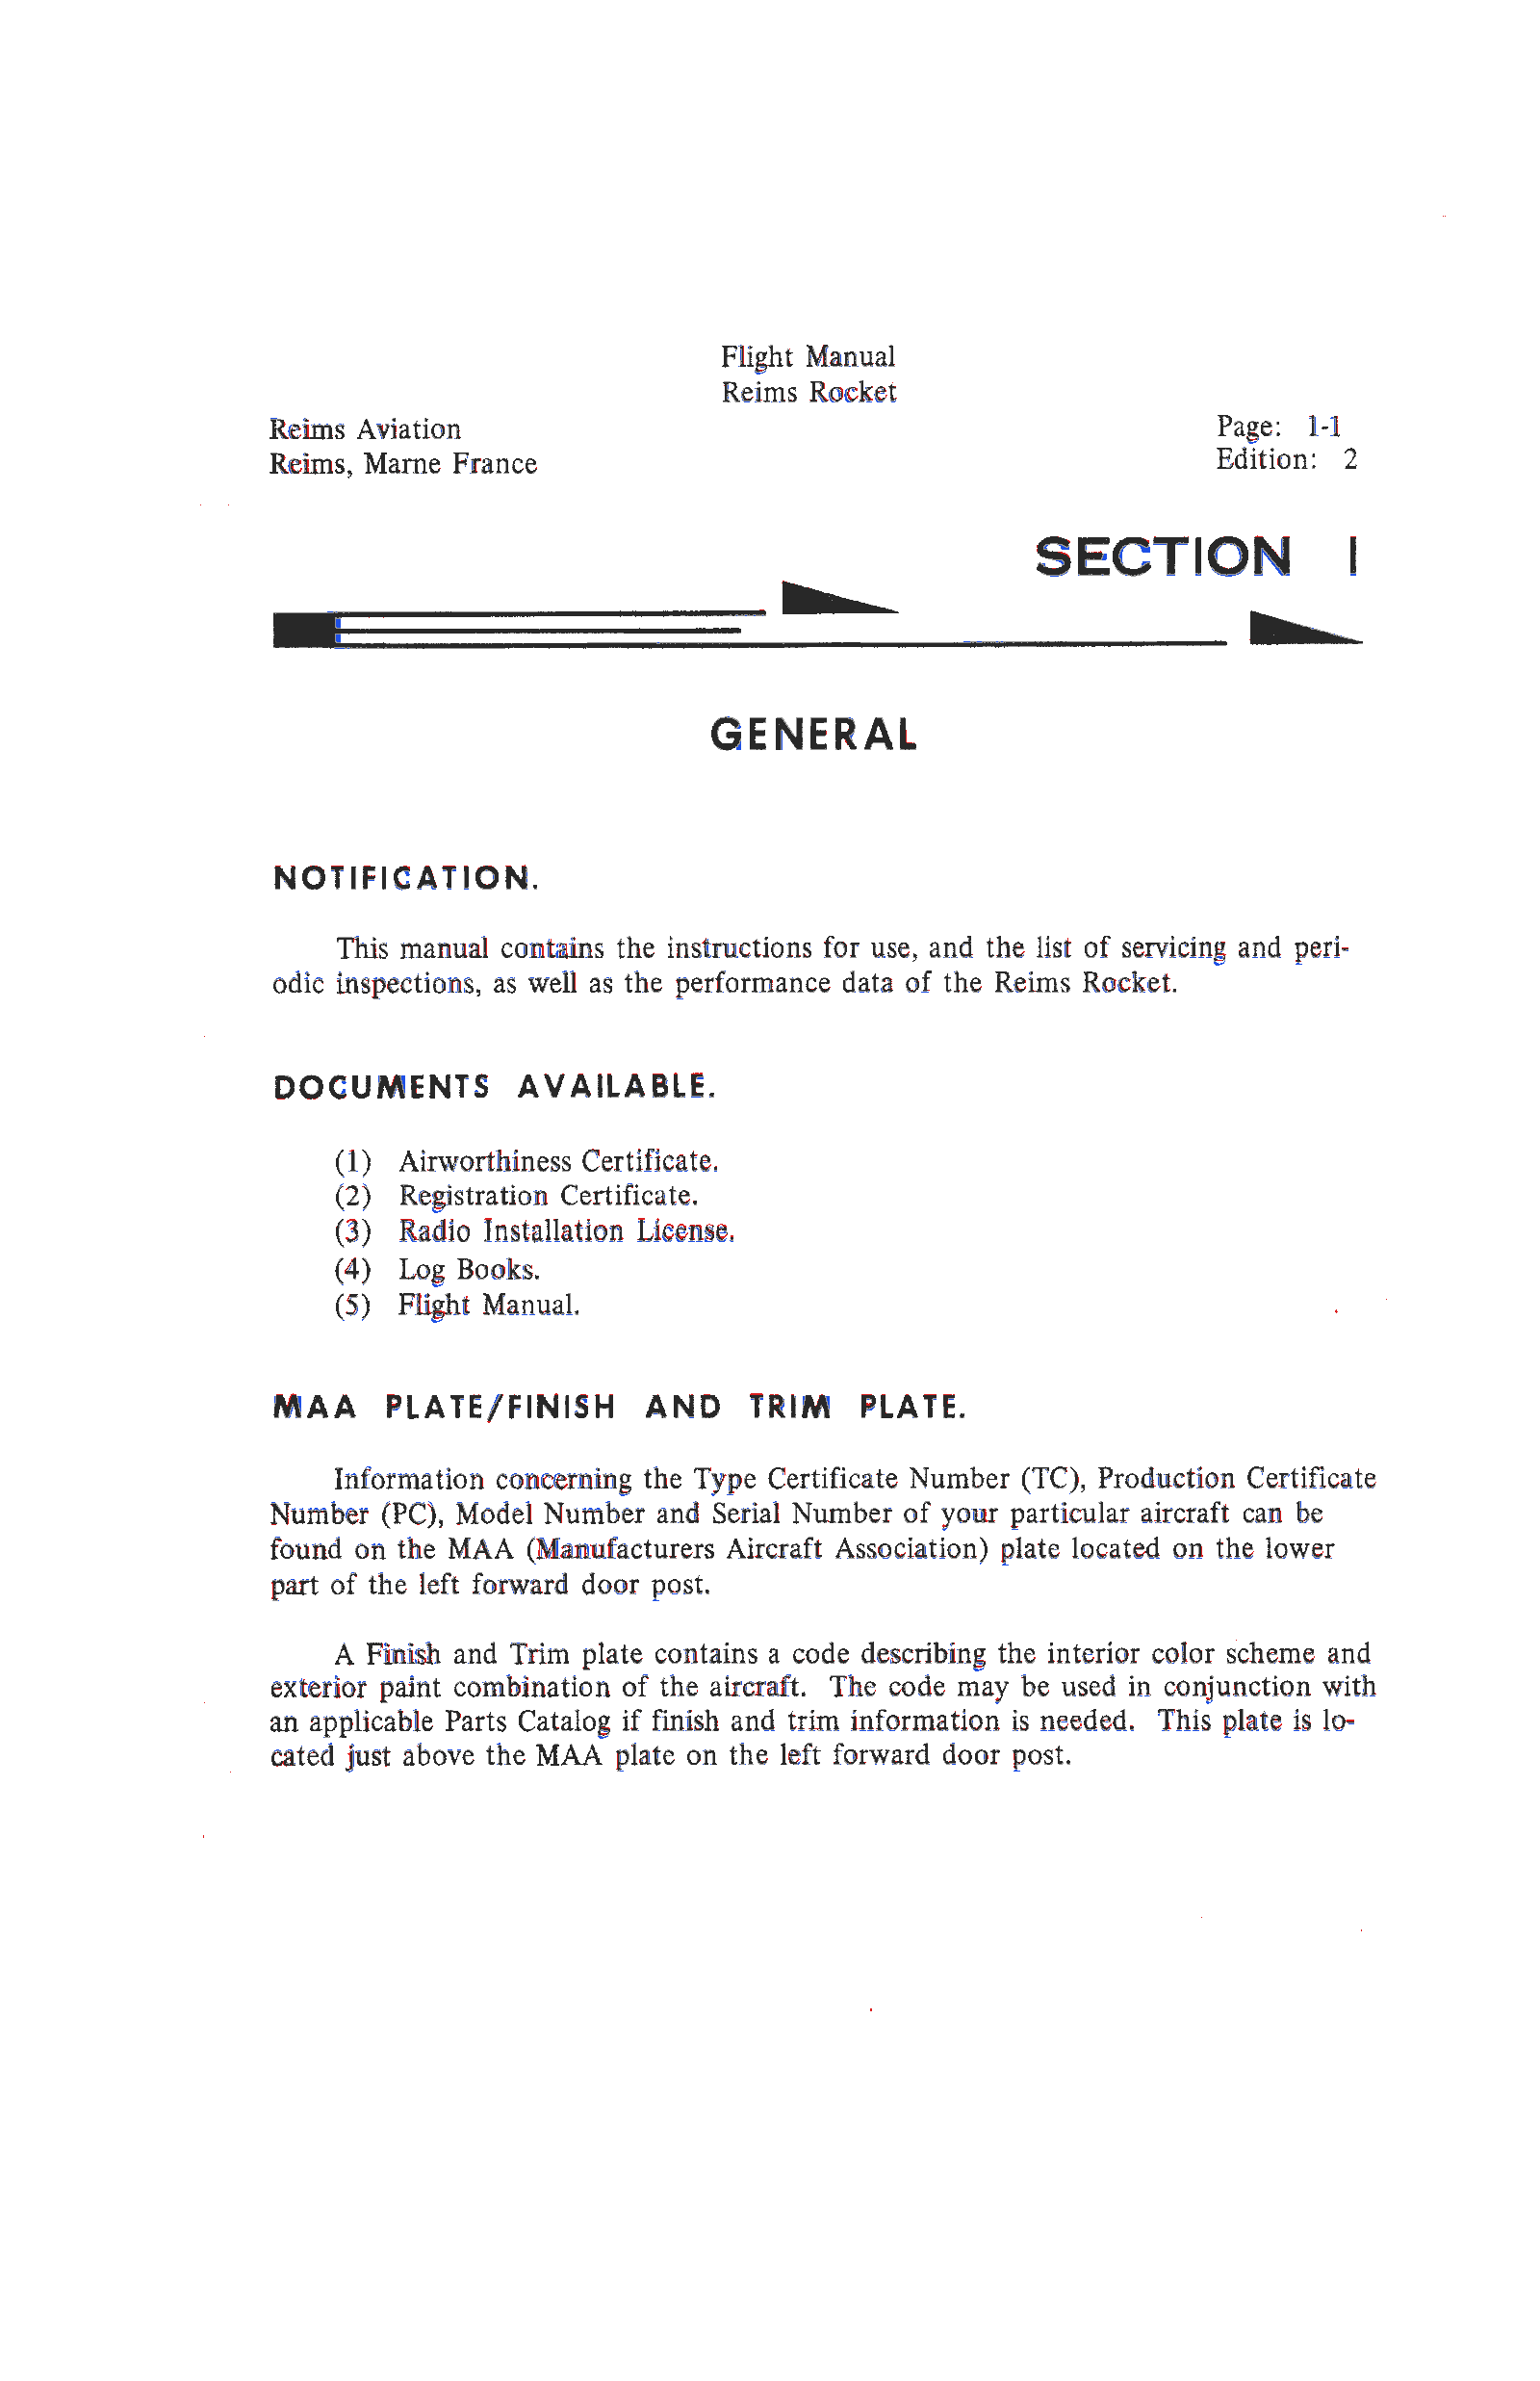 Flight Manual
Reims Rocket
Reims Aviation
Reims, Marne France
Page: 1-1
Edition: 2
SECTION I
GENERAL
NOTIFICATION.
This manual contains the instructions for use, and the list of servicing and peri-
odic inspections, as well as the performance data of the Reims Rocket.
DOCUMENTS AVAILABLE.
(1) Airworthiness Certificate.
(2) Registration Certificate.
(3) Radio Installation License.
(4) Log Books.
(5) Flight Manual.
MAA PLATE/FINISH AND TRIM PLATE.
Information concerning the Type Certificate Number (TC), Production Certificate
Number (PC), Model Number and Serial Number of your particular aircraft can be
found on the MAA (Manufacturers Aircraft Association) plate located on the lower
part of the left forward door post.
A Finish and Trim plate contains a code describing the interior color scheme and
exterior paint combination of the aircraft. The code may be used in conjunction with
an applicable Parts Catalog if finish and trim information is needed. This plate is lo-
cated just above the MAA plate on the left forward door post.